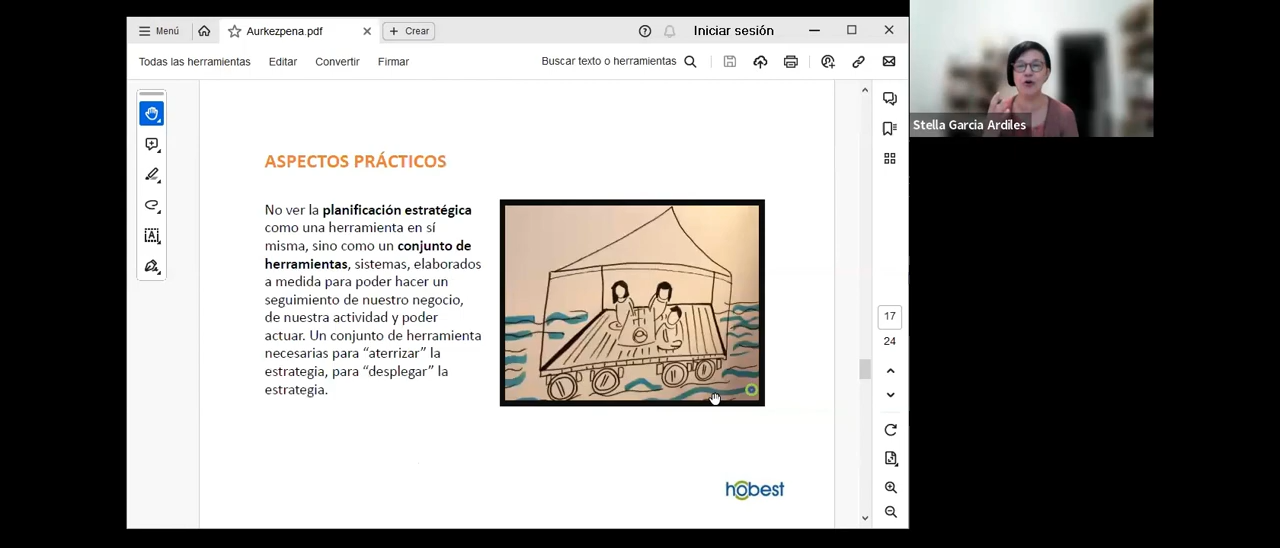 Menú
Aurkezpena.pdf
Crear
Iniciar sesión
Todas las herramientas
Editar
Convertir
Firmar
Buscar texto o herramientas
Stella Garcia Ardiles
ASPECTOS PRÁCTICOS
No ver la planificación estratégica
como una herramienta en sí
misma, sino como un conjunto de
herramientas, sistemas, elaborados
a medida para poder hacer un
seguimiento de nuestro negocio,
de nuestra actividad y poder
actuar. Un conjunto de herramienta
necesarias para “aterrizar” la
estrategia, para “desplegar” la
estrategia.
hobest
17
24